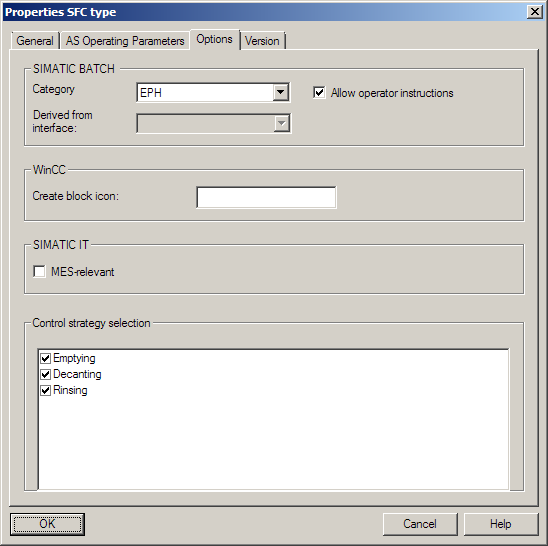 Properties SFC type
General AS Operating Parameters Options Version
SIMATIC BATCH
Category EPH Allow operator instructions
Derived from
interface:
WinCC
Create block icon:
SIMATIC IT
MES-relevant
Control strategy selection
Emptying
Decanting
Rinsing
OK Cancel Help